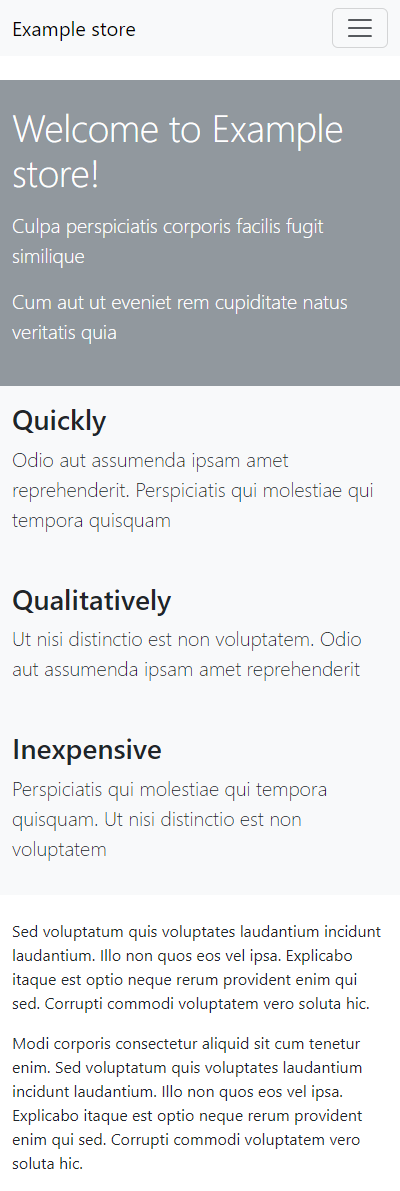 Example store
Welcome to Example
store!
Culpa perspiciatis corporis facilis fugit
similique
Cum aut ut eveniet rem cupiditate natus
veritatis quia
Quickly
Odio aut assumenda ipsam amet
reprehenderit. Perspiciatis qui molestiae qui
tempora quisquam
Qualitatively
Ut nisi distinctio est non voluptatem. Odio
aut assumenda ipsam amet reprehenderit
Inexpensive
Perspiciatis qui molestiae qui tempora
quisquam. Ut nisi distinctio est non
voluptatem
Sed voluptatum quis voluptates laudantium incidunt
laudantium. Illo non quos eos vel ipsa. Explicabo
itaque est optio neque rerum provident enim qui
sed. Corrupti commodi voluptatem vero soluta hic.
Modi corporis consectetur aliquid sit cum tenetur
enim. Sed voluptatum quis voluptates laudantium
incidunt laudantium. Illo non quos eos vel ipsa.
Explicabo itaque est optio neque rerum provident
enim qui sed. Corrupti commodi voluptatem vero
soluta hic.